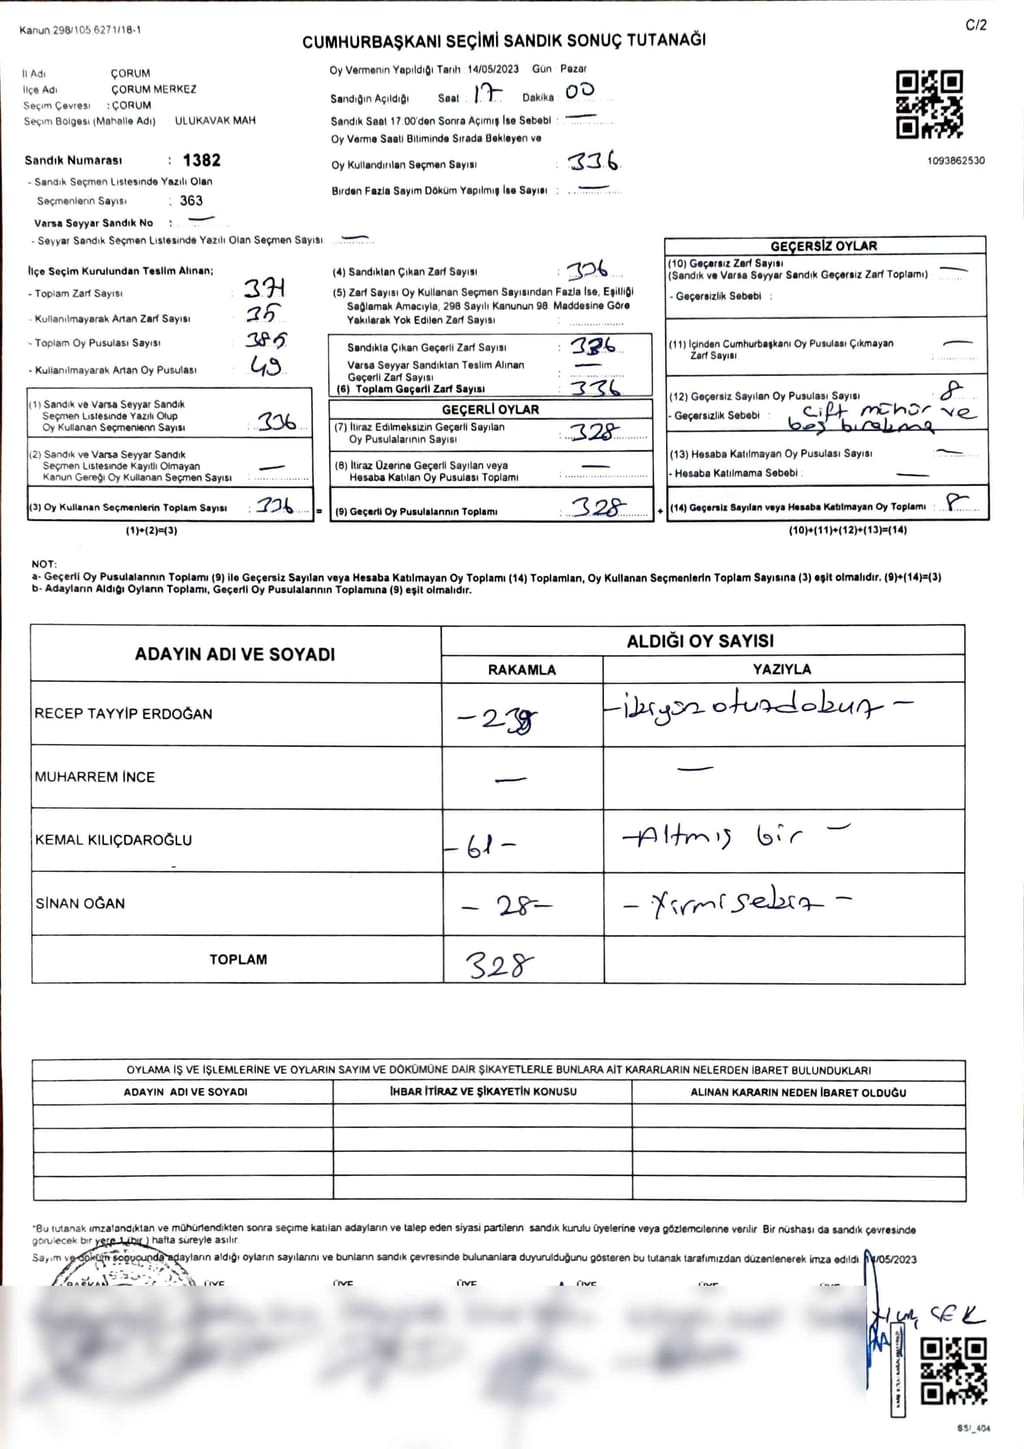 Kanun 298/105 6271/18-1
C/2
CUMHURBAŞKANI SEÇİMİ SANDIK SONUÇ TUTANAĞI
İl Adı ÇORUM
İlçe Adı ÇORUM MERKEZ
Seçim Çevresi : ÇORUM
Seçim Bölgesi (Mahalle Adı) ULUKAVAK MAH
Sandık Numarası : 1382
- Sandık Seçmen Listesinde Yazılı Olan
Seçmenlerin Sayısı : 363
Varsa Seyyar Sandık No : —
- Seyyar Sandık Seçmen Listesinde Yazılı Olan Seçmen Sayısı : —
Oy Vermenin Yapıldığı Tarih 14/05/2023 Gün Pazar
Sandığın Açıldığı Saat 17 Dakika 00
Sandık Saat 17:00'den Sonra Açımış İse Sebebi : —
Oy Verme Saati Bitiminde Sırada Bekleyen ve
Oy Kullandırılan Seçmen Sayısı : 336
Birden Fazla Sayım Döküm Yapılmış İse Sayısı : —
1093862530
İlçe Seçim Kurulundan Teslim Alınan;
- Toplam Zarf Sayısı : 371
- Kullanılmayarak Artan Zarf Sayısı : 35
- Toplam Oy Pusulası Sayısı : 385
- Kullanılmayarak Artan Oy Pusulası : 49
(1) Sandık ve Varsa Seyyar Sandık
Seçmen Listesinde Yazılı Olup
Oy Kullanan Seçmenlerin Sayısı : 336
(2) Sandık ve Varsa Seyyar Sandık
Seçmen Listesinde Kayıtlı Olmayan
Kanun Gereği Oy Kullanan Seçmen Sayısı : —
(3) Oy Kullanan Seçmenlerin Toplam Sayısı : 336 =
(1)+(2)=(3)
(4) Sandıktan Çıkan Zarf Sayısı : 336
(5) Zarf Sayısı Oy Kullanan Seçmen Sayısından Fazla İse, Eşitliği
Sağlamak Amacıyla, 298 Sayılı Kanunun 98 Maddesine Göre
Yakılarak Yok Edilen Zarf Sayısı :
Sandıkta Çıkan Geçerli Zarf Sayısı : 336
Varsa Seyyar Sandıktan Teslim Alınan
Geçerli Zarf Sayısı : —
(6) Toplam Geçerli Zarf Sayısı : 336
GEÇERLİ OYLAR
(7) İtiraz Edilmeksizin Geçerli Sayılan
Oy Pusulalarının Sayısı : 328
(8) İtiraz Üzerine Geçerli Sayılan veya
Hesaba Katılan Oy Pusulası Toplamı : —
(9) Geçerli Oy Pusulalarının Toplamı : 328 +
GEÇERSİZ OYLAR
(10) Geçersiz Zarf Sayısı
(Sandık ve Varsa Seyyar Sandık Geçersiz Zarf Toplamı) : —
- Geçersizlik Sebebi :
(11) İçinden Cumhurbaşkanı Oy Pusulası Çıkmayan
Zarf Sayısı : —
(12) Geçersiz Sayılan Oy Pusulası Sayısı : 8
- Geçersizlik Sebebi : Çift mühür ve
boş bırakma
(13) Hesaba Katılmayan Oy Pusulası Sayısı : —
- Hesaba Katılmama Sebebi : —
(14) Geçersiz Sayılan veya Hesaba Katılmayan Oy Toplamı : 8
(10)+(11)+(12)+(13)=(14)
NOT:
a- Geçerli Oy Pusulalarının Toplamı (9) ile Geçersiz Sayılan veya Hesaba Katılmayan Oy Toplamı (14) Toplamları, Oy Kullanan Seçmenlerin Toplam Sayısına (3) eşit olmalıdır. (9)+(14)=(3)
b- Adayların Aldığı Oyların Toplamı, Geçerli Oy Pusulalarının Toplamına (9) eşit olmalıdır.
ADAYIN ADI VE SOYADI ALDIĞI OY SAYISI
RAKAMLA YAZIYLA
RECEP TAYYİP ERDOĞAN -239 -ikiyüz otuzdokuz-
MUHARREM İNCE — —
KEMAL KILIÇDAROĞLU -61- -Altmış bir-
SİNAN OĞAN -28- -Yirmisekiz-
TOPLAM 328
OYLAMA İŞ VE İŞLEMLERİNE VE OYLARIN SAYIM VE DÖKÜMÜNE DAİR ŞİKAYETLERLE BUNLARA AİT KARARLARIN NELERDEN İBARET BULUNDUKLARI
ADAYIN ADI VE SOYADI İHBAR İTİRAZ VE ŞİKAYETİN KONUSU ALINAN KARARIN NEDEN İBARET OLDUĞU
*Bu tutanak imzalandıktan ve mühürlendikten sonra seçime katılan adayların ve talep eden siyasi partilerin sandık kurulu üyelerine veya gözlemcilerine verilir Bir nüshası da sandık çevresinde
görülecek bir yere 1 (bir) hafta süreyle asılır.
Sayım ve döküm sonucunda adayların aldığı oyların sayılarını ve bunların sandık çevresinde bulunanlara duyurulduğunu gösteren bu tutanak tarafımızdan düzenlenerek imza edildi 14/05/2023
BAŞKAN ÜYE ÜYE ÜYE ÜYE ÜYE ÜYE